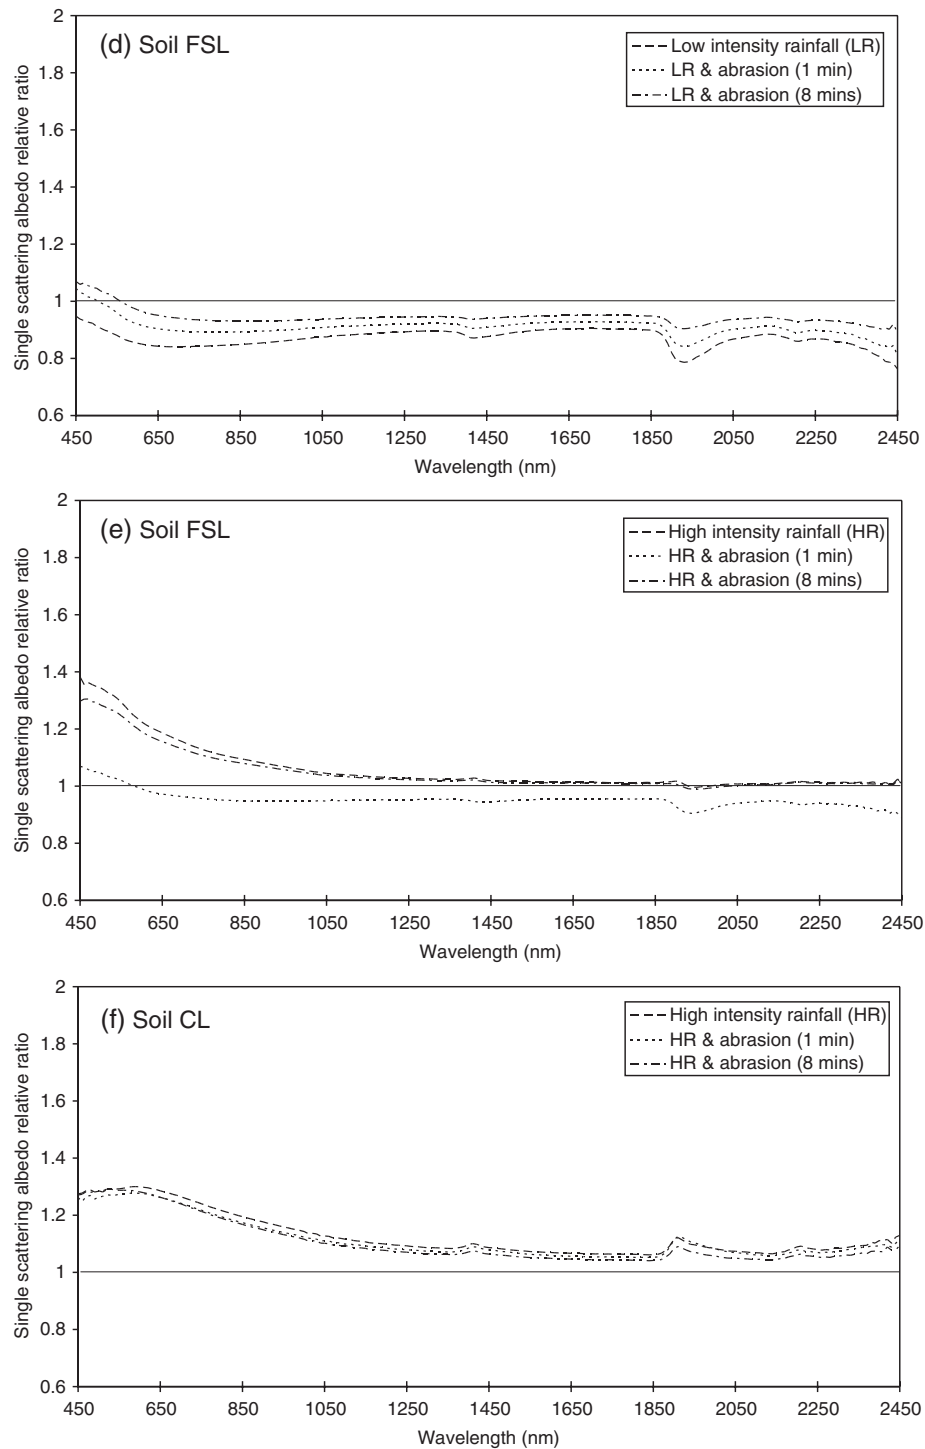 (d) Soil FSL
Low intensity rainfall (LR)
LR & abrasion (1 min)
LR & abrasion (8 mins)
Single scattering albedo relative ratio
2
1.8
1.6
1.4
1.2
1
0.8
0.6
450 650 850 1050 1250 1450 1650 1850 2050 2250 2450
Wavelength (nm)
(e) Soil FSL
High intensity rainfall (HR)
HR & abrasion (1 min)
HR & abrasion (8 mins)
Single scattering albedo relative ratio
2
1.8
1.6
1.4
1.2
1
0.8
0.6
450 650 850 1050 1250 1450 1650 1850 2050 2250 2450
Wavelength (nm)
(f) Soil CL
High intensity rainfall (HR)
HR & abrasion (1 min)
HR & abrasion (8 mins)
Single scattering albedo relative ratio
2
1.8
1.6
1.4
1.2
1
0.8
0.6
450 650 850 1050 1250 1450 1650 1850 2050 2250 2450
Wavelength (nm)